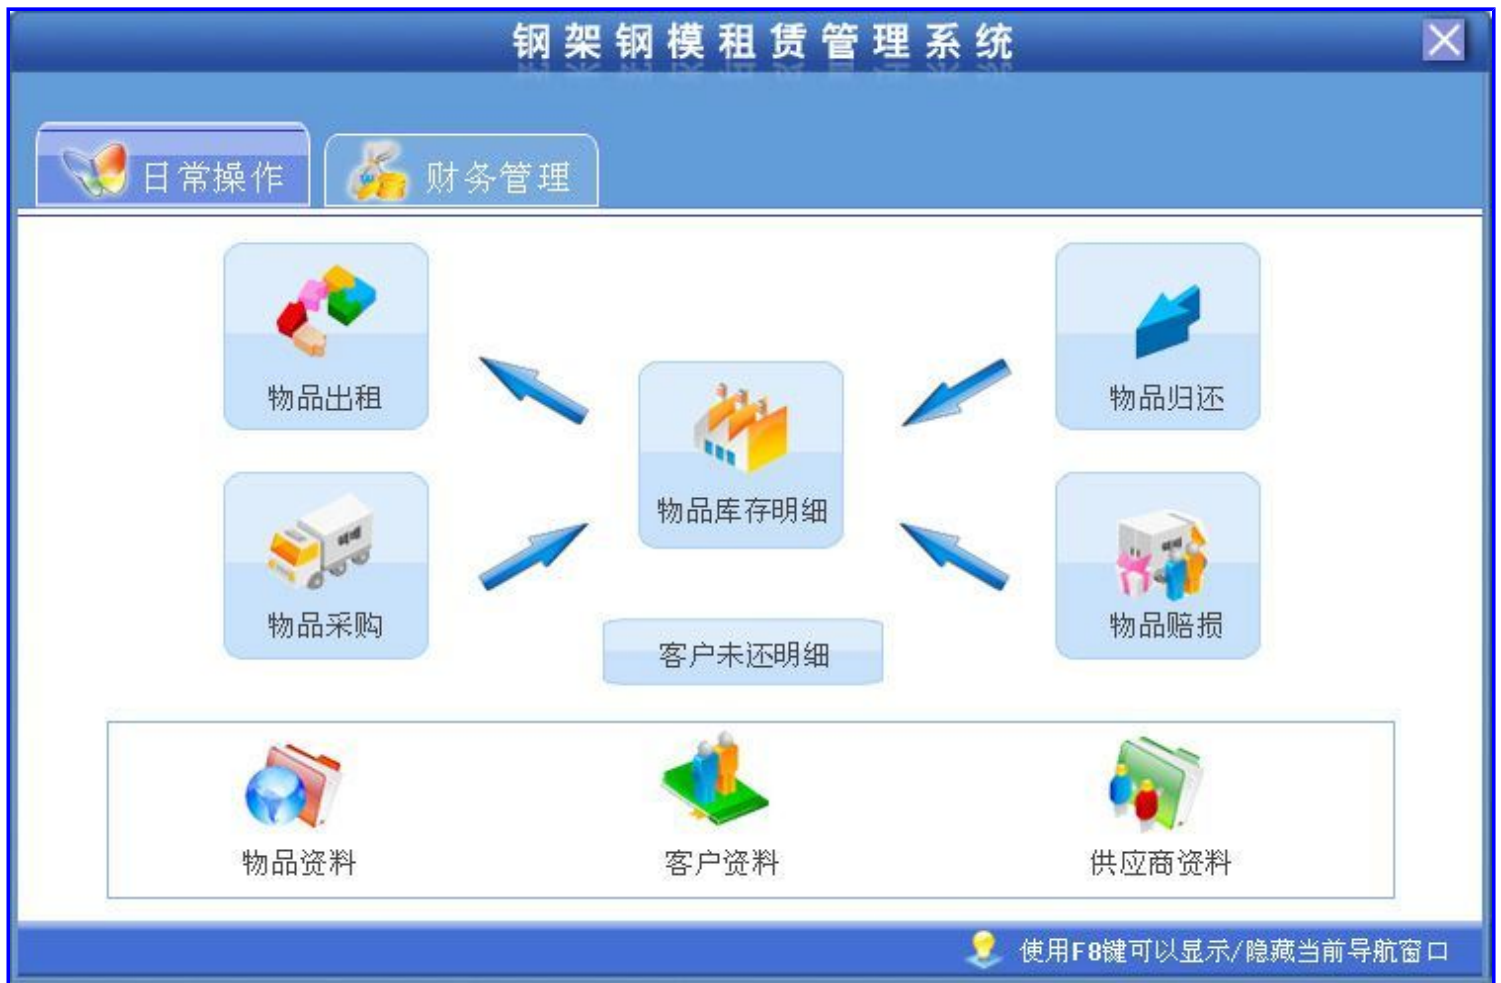 钢架钢模租赁管理系统
日常操作
财务管理
物品出租
物品归还
物品库存明细
物品采购
物品赔损
客户未还明细
物品资料
客户资料
供应商资料
使用F8键可以显示/隐藏当前导航窗口